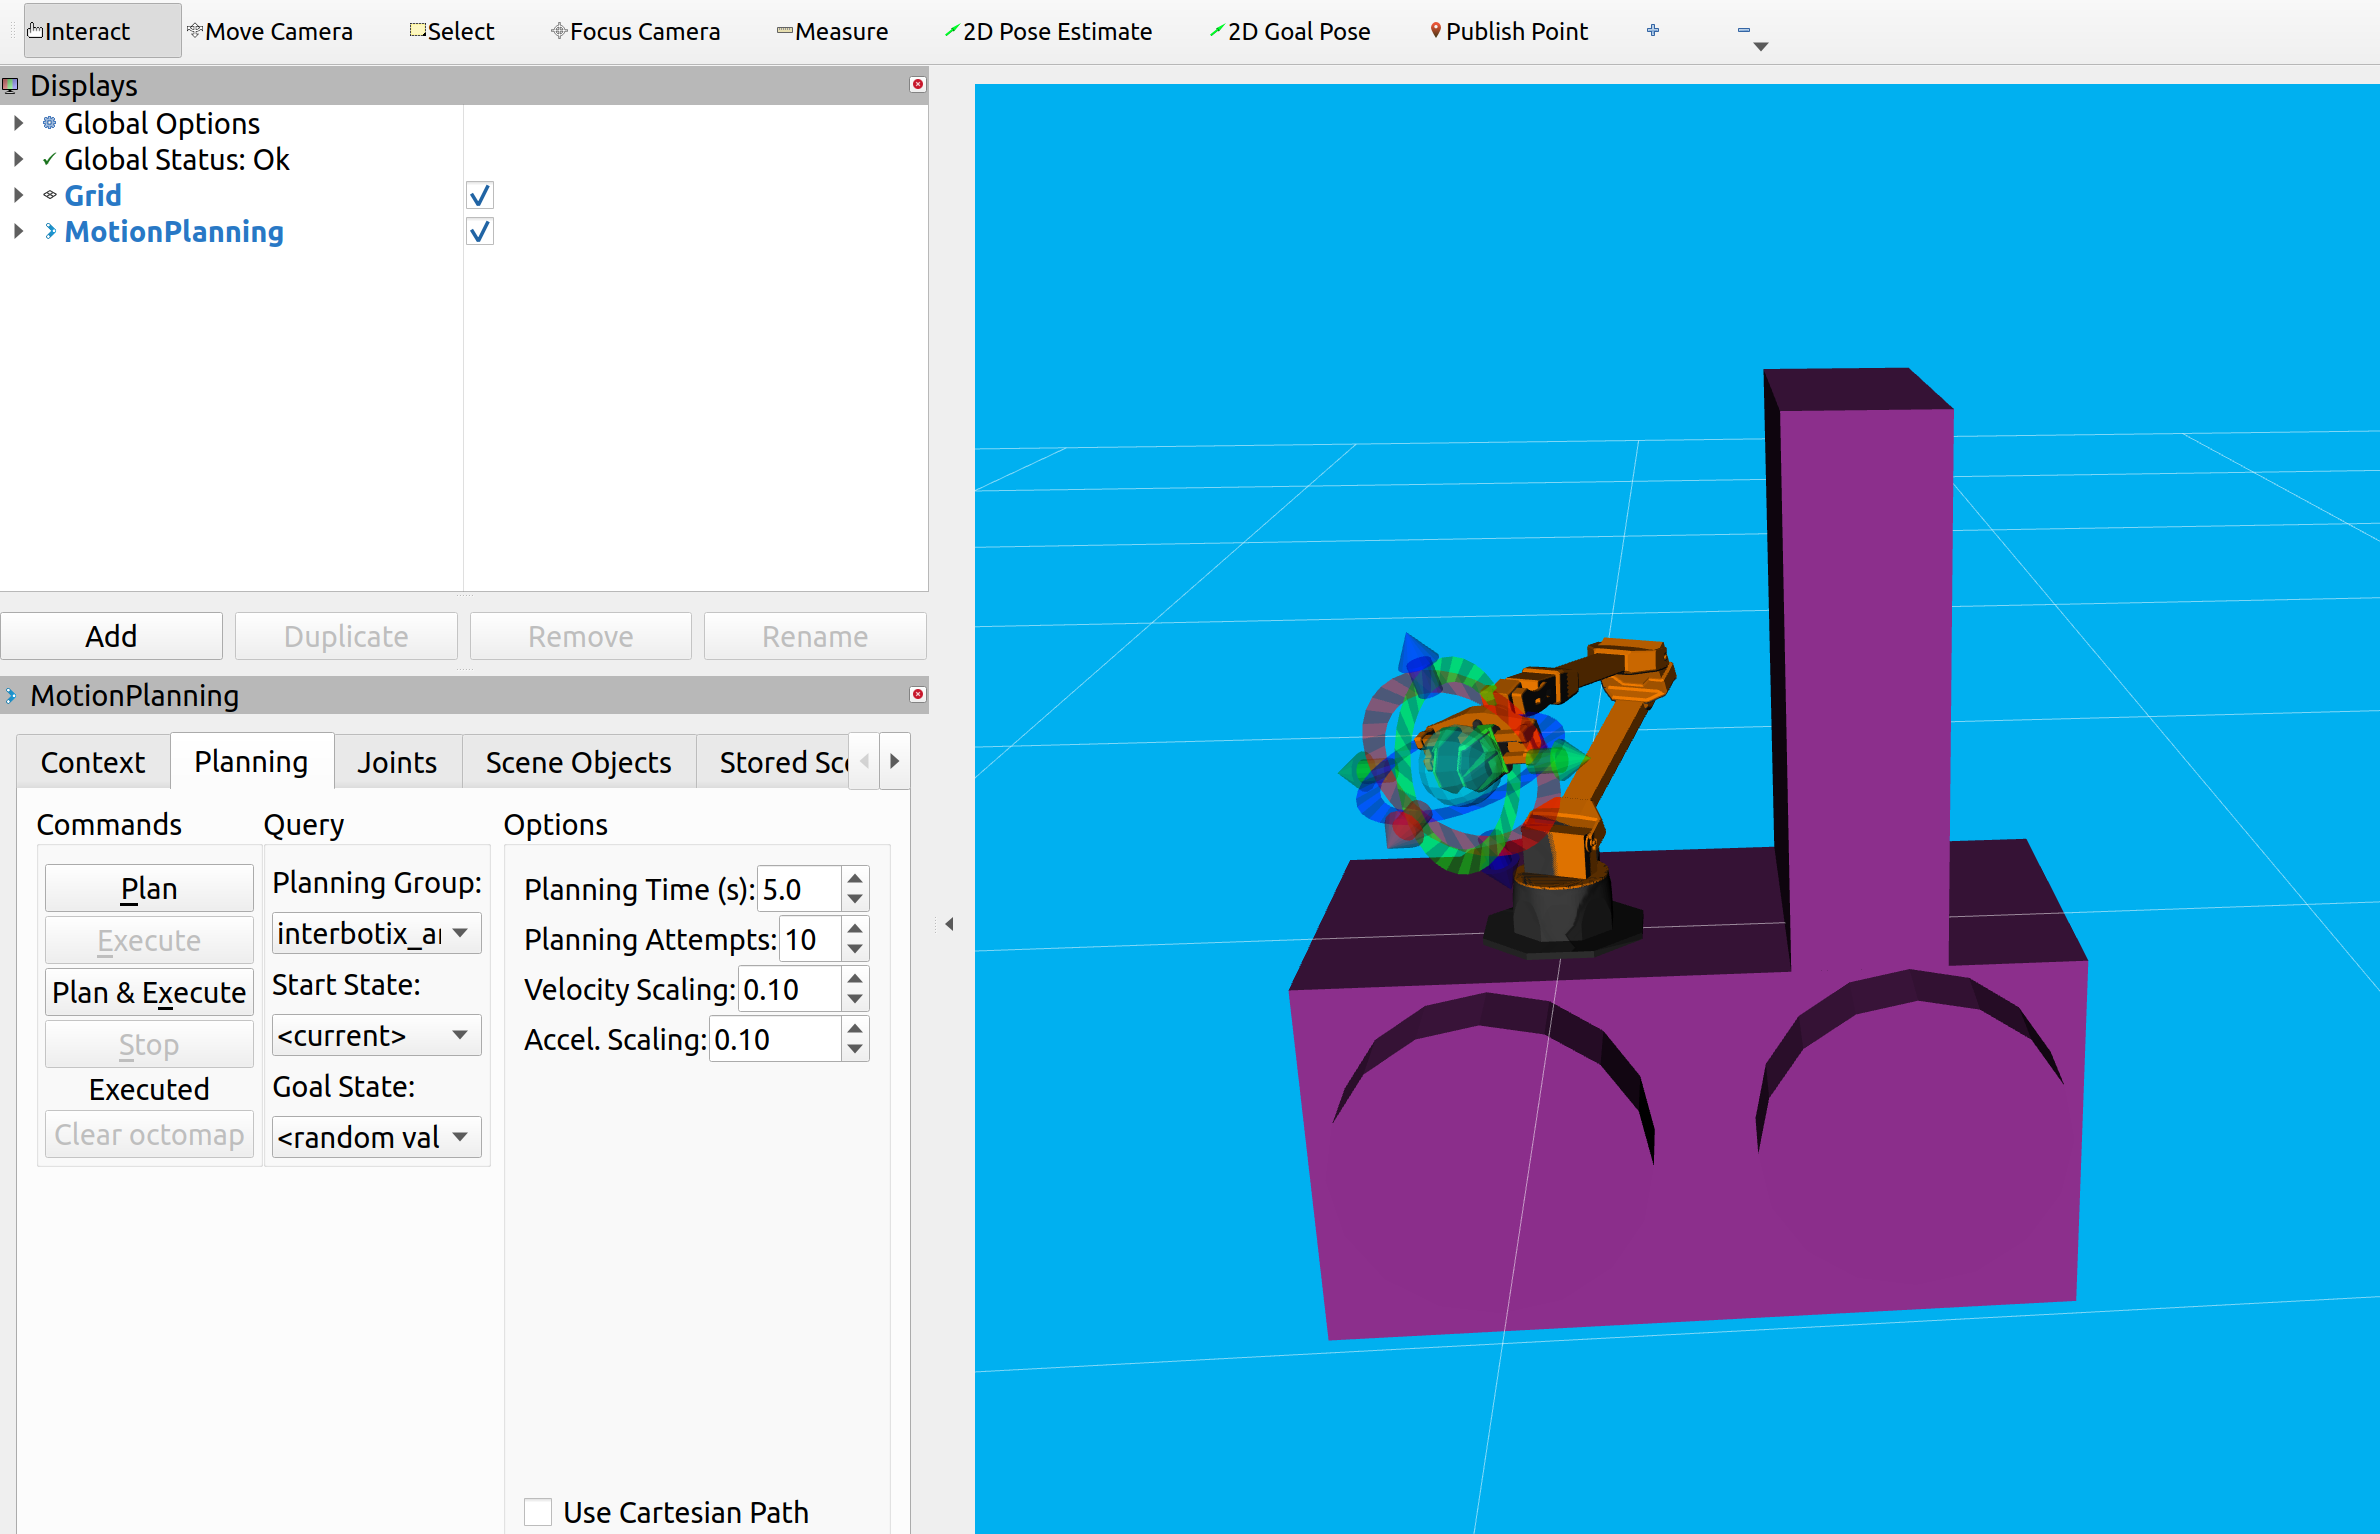 Interact Move Camera Select Focus Camera Measure 2D Pose Estimate 2D Goal Pose Publish Point
Displays
Global Options
Global Status: Ok
Grid
MotionPlanning
Add Duplicate Remove Rename
MotionPlanning
Context Planning Joints Scene Objects Stored Sc
Commands Query Options
Plan
Execute
Plan & Execute
Stop
Executed
Clear octomap
Planning Group:
interbotix_a
Start State:
<current>
Goal State:
<random val
Planning Time (s): 5.0
Planning Attempts: 10
Velocity Scaling: 0.10
Accel. Scaling: 0.10
Use Cartesian Path